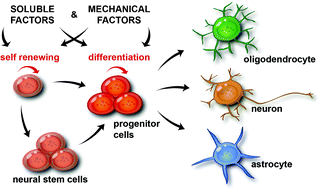 SOLUBLE
FACTORS
&
MECHANICAL
FACTORS
self renewing
differentiation
oligodendrocyte
progenitor
cells
neuron
neural stem cells
astrocyte